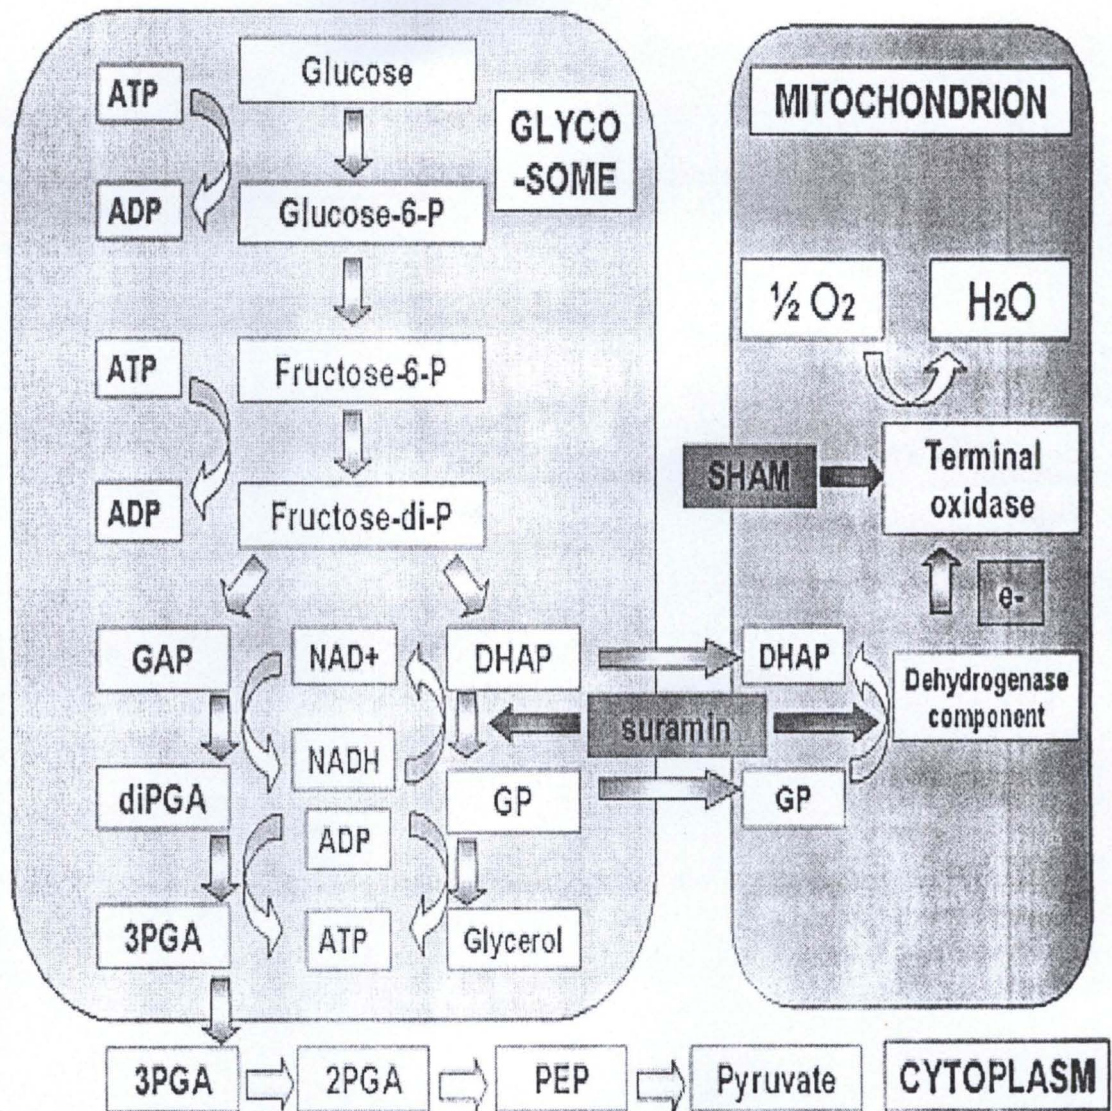 Glucose
ATP
GLYCO
-SOME
MITOCHONDRION
ADP
Glucose-6-P
½ O2
H2O
ATP
Fructose-6-P
SHAM
Terminal
oxidase
ADP
Fructose-di-P
e-
GAP
NAD+
DHAP
DHAP
Dehydrogenase
component
suramin
NADH
diPGA
GP
GP
ADP
3PGA
ATP
Glycerol
3PGA
2PGA
PEP
Pyruvate
CYTOPLASM